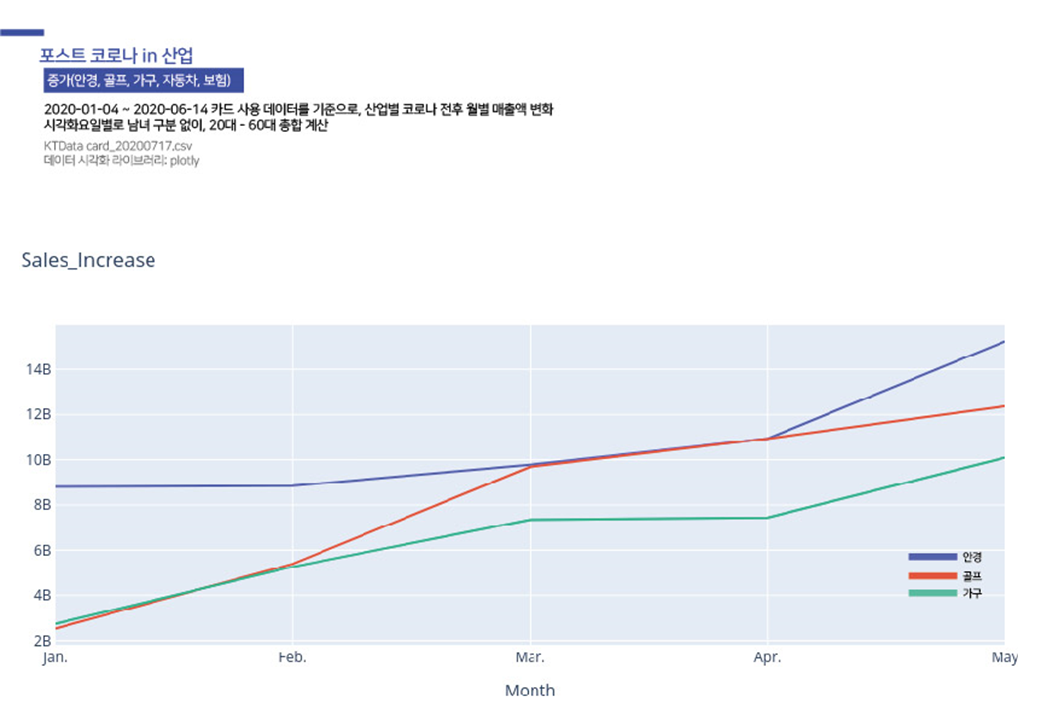 포스트 코로나 in 산업
증가(안경, 골프, 가구, 자동차, 보험)
2020-01-04 ~ 2020-06-14 카드 사용 데이터를 기준으로, 산업별 코로나 전후 월별 매출액 변화
시각화요일별로 남녀 구분 없이, 20대 - 60대 총합 계산
KTData card_20200717.csv
데이터 시각화 라이브러리: plotly
Sales_Increase
14B
12B
10B
8B
6B
4B
2B
안경
골프
가구
Jan. Feb. Mar. Apr. May
Month